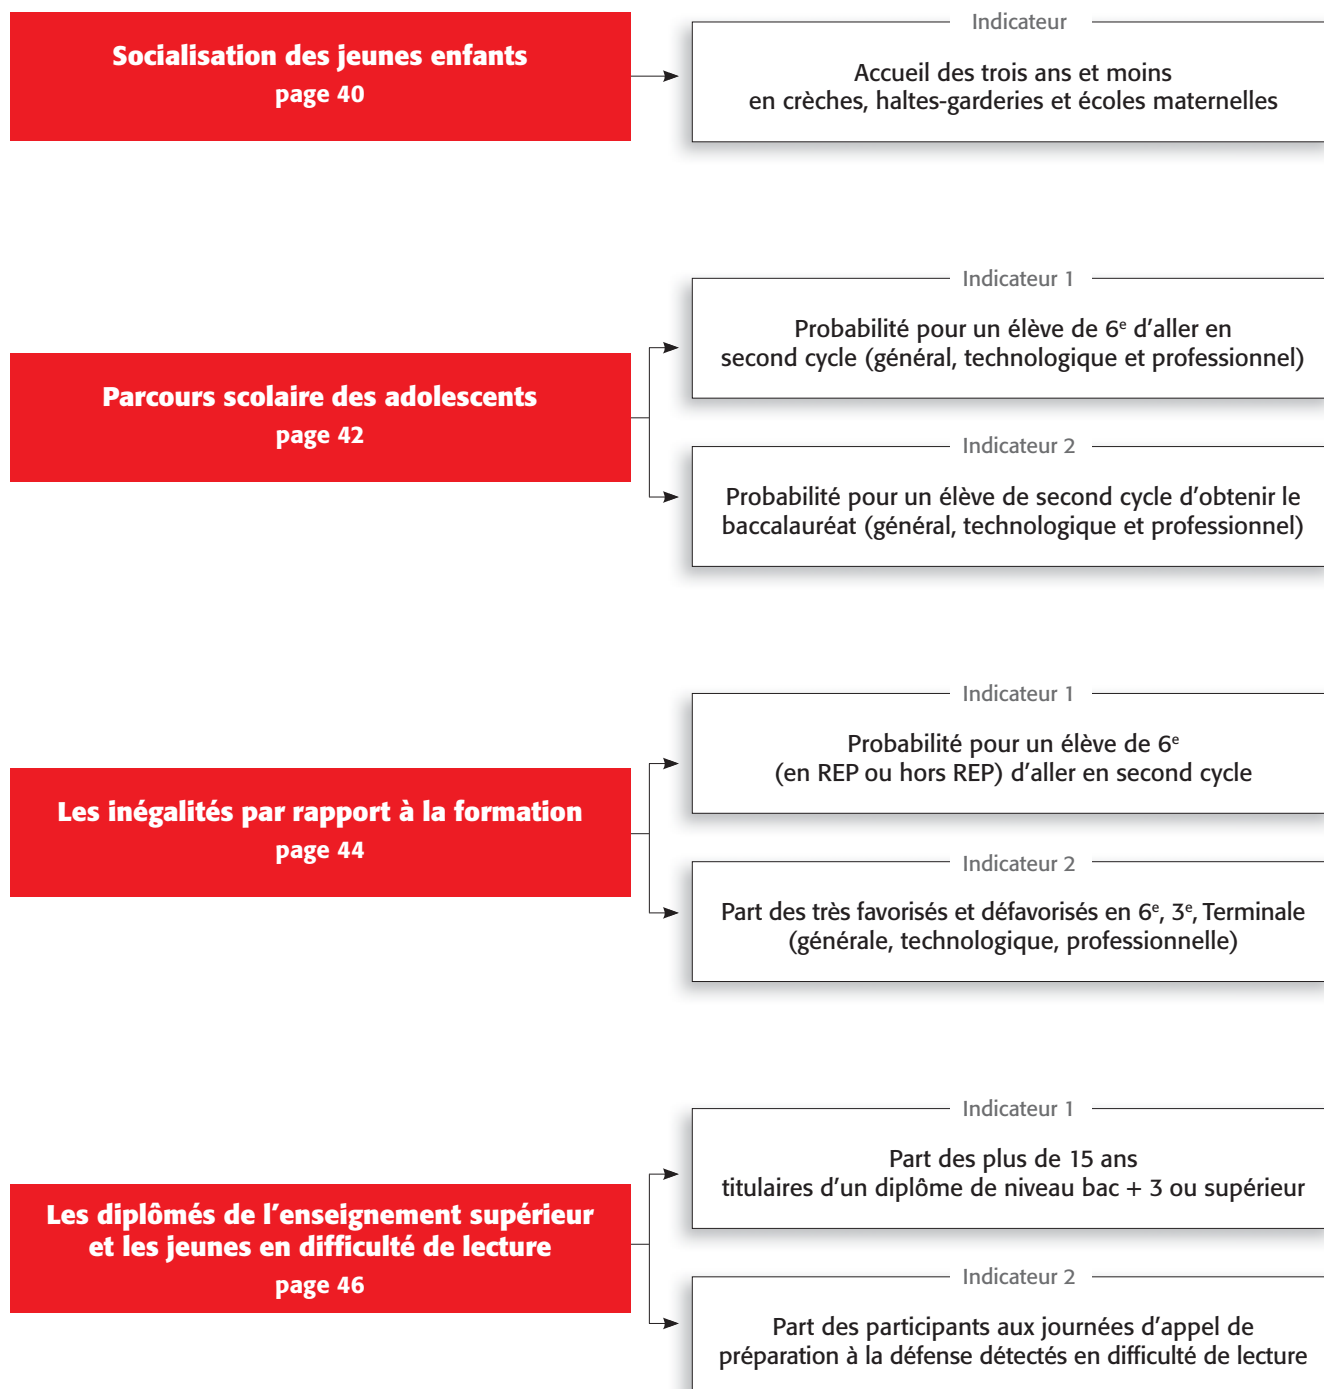 Socialisation des jeunes enfants
page 40
Indicateur
Accueil des trois ans et moins
en crèches, haltes-garderies et écoles maternelles
Parcours scolaire des adolescents
page 42
Indicateur 1
Probabilité pour un élève de 6e d’aller en
second cycle (général, technologique et professionnel)
Indicateur 2
Probabilité pour un élève de second cycle d’obtenir le
baccalauréat (général, technologique et professionnel)
Les inégalités par rapport à la formation
page 44
Indicateur 1
Probabilité pour un élève de 6e
(en REP ou hors REP) d’aller en second cycle
Indicateur 2
Part des très favorisés et défavorisés en 6e, 3e, Terminale
(générale, technologique, professionnelle)
Les diplômés de l’enseignement supérieur
et les jeunes en difficulté de lecture
page 46
Indicateur 1
Part des plus de 15 ans
titulaires d’un diplôme de niveau bac + 3 ou supérieur
Indicateur 2
Part des participants aux journées d’appel de
préparation à la défense détectés en difficulté de lecture